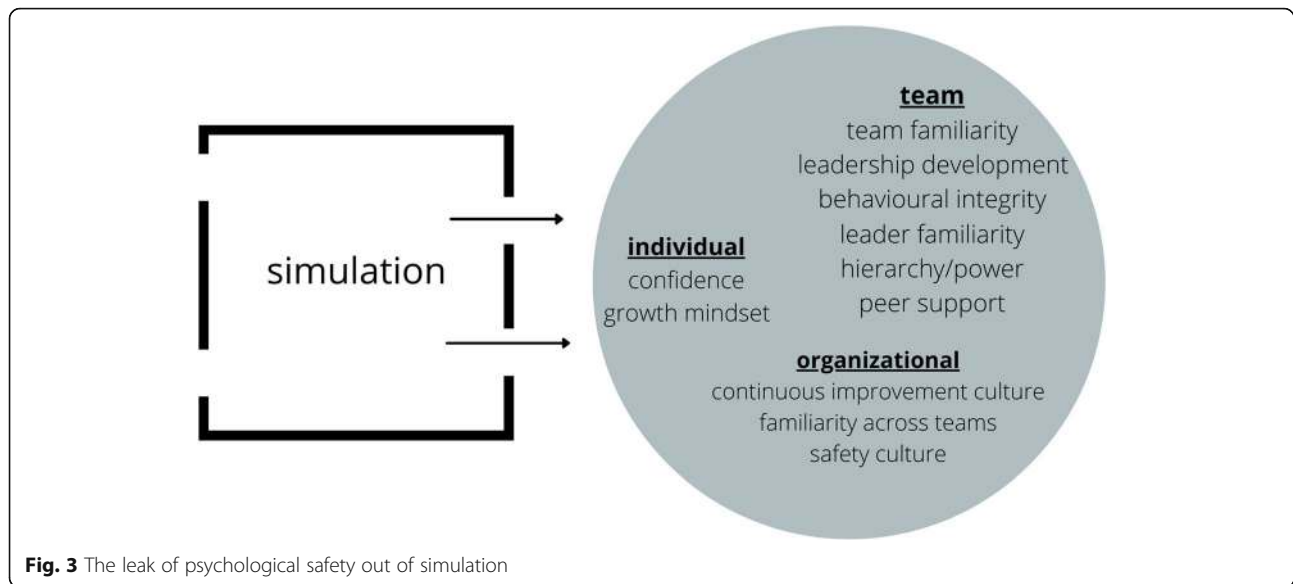 simulation
individual
confidence
growth mindset
team
team familiarity
leadership development
behavioural integrity
leader familiarity
hierarchy/power
peer support
organizational
continuous improvement culture
familiarity across teams
safety culture
Fig. 3 The leak of psychological safety out of simulation